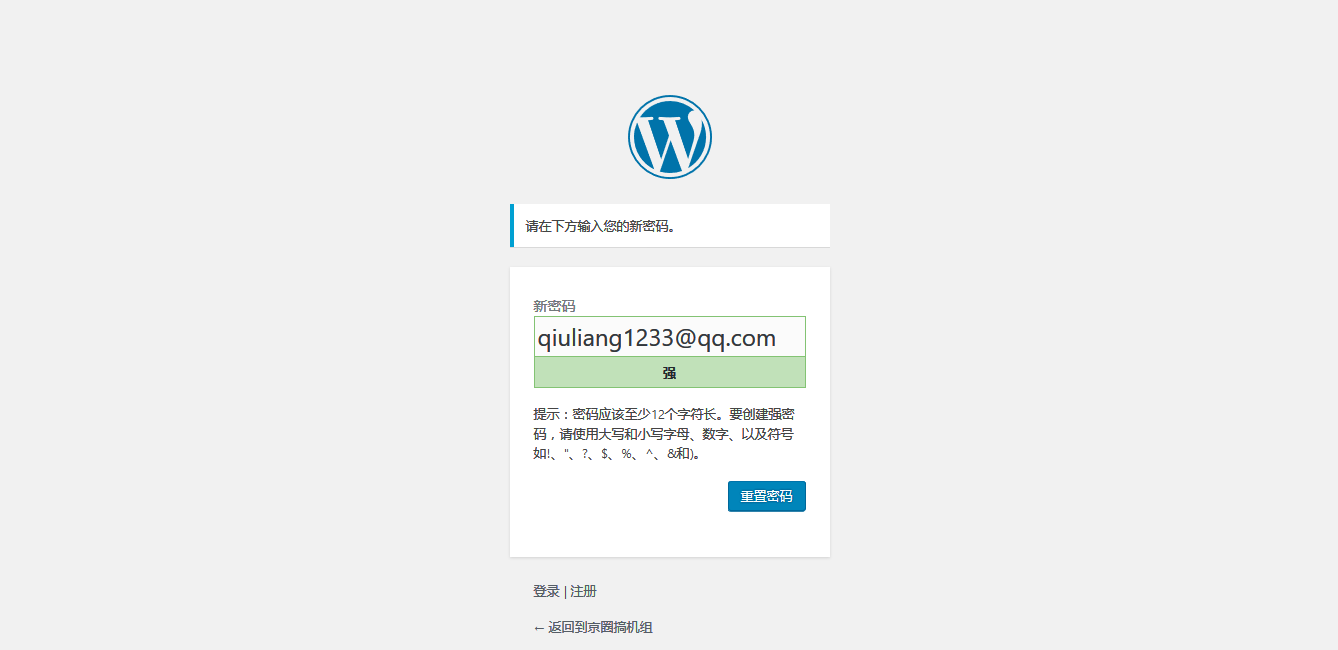 请在下方输入您的新密码。
新密码
qiuliang1233@qq.com
强
提示：密码应该至少12个字符长。要创建强密
码，请使用大写和小写字母、数字、以及符号
如!、"、?、$、%、^、&和)。
重置密码
登录 | 注册
← 返回到京圈搞机组